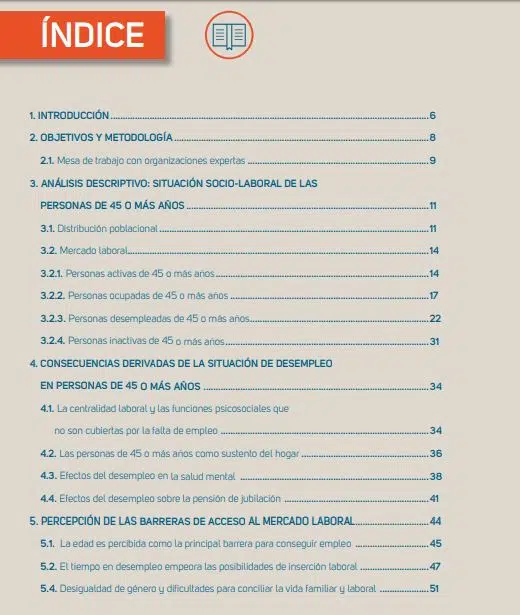 ÍNDICE
1. INTRODUCCIÓN ........ 6
2. OBJETIVOS Y METODOLOGÍA ........ 8
2.1. Mesa de trabajo con organizaciones expertas ........ 9
3. ANÁLISIS DESCRIPTIVO: SITUACIÓN SOCIO-LABORAL DE LAS
PERSONAS DE 45 O MÁS AÑOS ........ 11
3.1. Distribución poblacional ........ 11
3.2. Mercado laboral ........ 14
3.2.1. Personas activas de 45 o más años ........ 14
3.2.2. Personas ocupadas de 45 o más años ........ 17
3.2.3. Personas desempleadas de 45 o más años ........ 22
3.2.4. Personas inactivas de 45 o más años ........ 31
4. CONSECUENCIAS DERIVADAS DE LA SITUACIÓN DE DESEMPLEO
EN PERSONAS DE 45 O MÁS AÑOS ........ 34
4.1. La centralidad laboral y las funciones psicosociales que
no son cubiertas por la falta de empleo ........ 34
4.2. Las personas de 45 o más años como sustento del hogar ........ 36
4.3. Efectos del desempleo en la salud mental ........ 38
4.4. Efectos del desempleo sobre la pensión de jubilación ........ 41
5. PERCEPCIÓN DE LAS BARRERAS DE ACCESO AL MERCADO LABORAL ........ 44
5.1. La edad es percibida como la principal barrera para conseguir empleo ........ 45
5.2. El tiempo en desempleo empeora las posibilidades de inserción laboral ........ 47
5.4. Desigualdad de género y dificultades para conciliar la vida familiar y laboral ........ 51